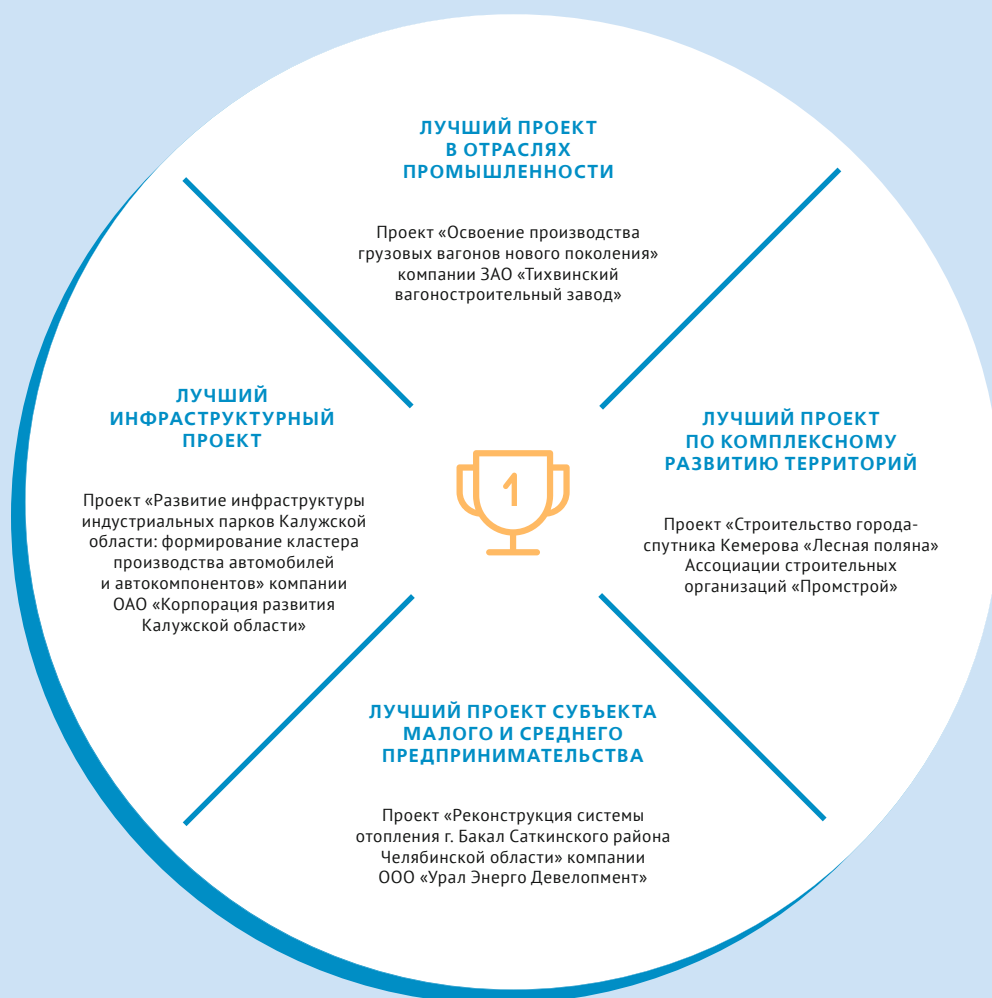 ЛУЧШИЙ ПРОЕКТ
В ОТРАСЛЯХ
ПРОМЫШЛЕННОСТИ
Проект «Освоение производства
грузовых вагонов нового поколения»
компании ЗАО «Тихвинский
вагоностроительный завод»
ЛУЧШИЙ
ИНФРАСТРУКТУРНЫЙ
ПРОЕКТ
Проект «Развитие инфраструктуры
индустриальных парков Калужской
области: формирование кластера
производства автомобилей
и автокомпонентов» компании
ОАО «Корпорация развития
Калужской области»
1
ЛУЧШИЙ ПРОЕКТ
ПО КОМПЛЕКСНОМУ
РАЗВИТИЮ ТЕРРИТОРИЙ
Проект «Строительство города-
спутника Кемерова «Лесная поляна»
Ассоциации строительных
организаций «Промстрой»
ЛУЧШИЙ ПРОЕКТ СУБЪЕКТА
МАЛОГО И СРЕДНЕГО
ПРЕДПРИНИМАТЕЛЬСТВА
Проект «Реконструкция системы
отопления г. Бакал Саткинского района
Челябинской области» компании
ООО «Урал Энерго Девелопмент»